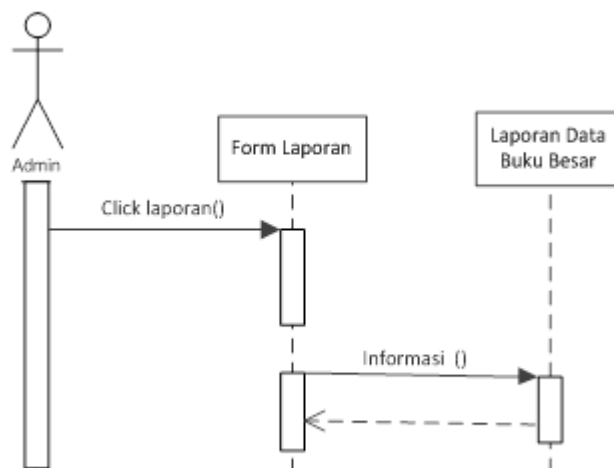 Admin
Form Laporan
Laporan Data
Buku Besar
Click laporan()
Informasi ()